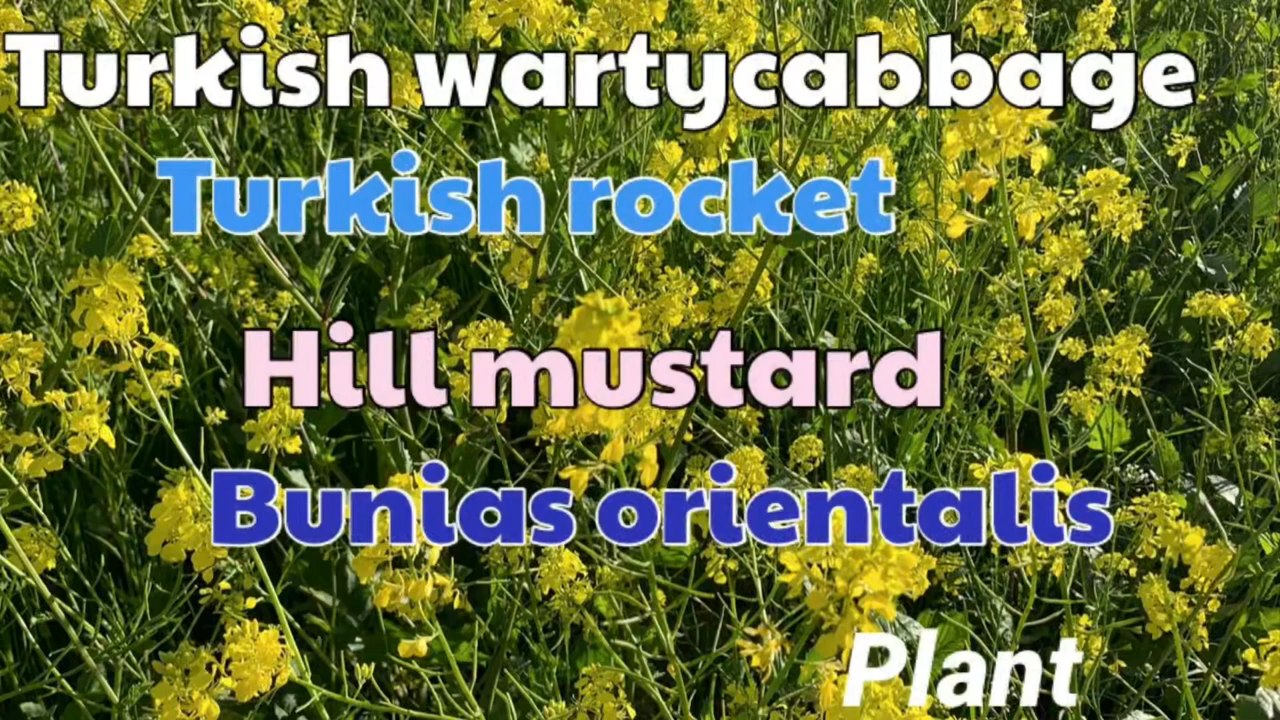 Turkish wartycabbage
Turkish rocket
Hill mustard
Bunias orientalis
Plant